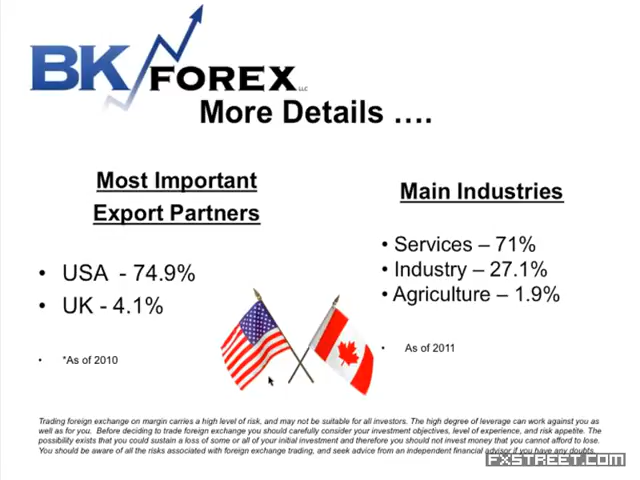 BK FOREX LLC
More Details ....
Most Important
Export Partners
• USA - 74.9%
• UK - 4.1%
• *As of 2010
Main Industries
• Services – 71%
• Industry – 27.1%
• Agriculture – 1.9%
• As of 2011
Trading foreign exchange on margin carries a high level of risk, and may not be suitable for all investors. The high degree of leverage can work against you as
well as for you. Before deciding to trade foreign exchange you should carefully consider your investment objectives, level of experience, and risk appetite. The
possibility exists that you could sustain a loss of some or all of your initial investment and therefore you should not invest money that you cannot afford to lose.
You should be aware of all the risks associated with foreign exchange trading, and seek advice from an independent financial advisor if you have any doubts.
FXSTREET.COM